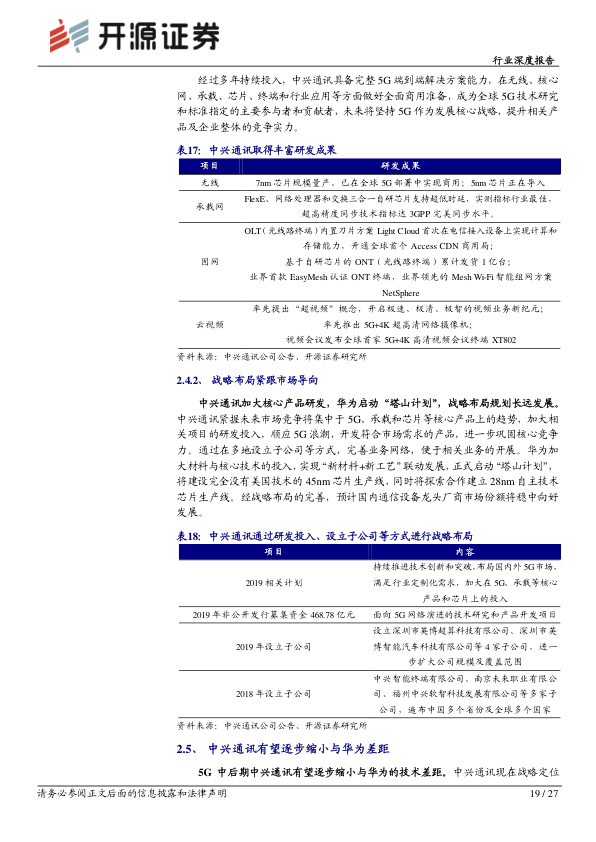 开源证券
行业深度报告
经过多年持续投入，中兴通讯具备完整 5G 端到端解决方案能力，在无线、核心
网、承载、芯片、终端和行业应用等方面做好全面商用准备，成为全球 5G 技术研究
和标准指定的主要参与者和贡献者，未来将坚持 5G 作为发展核心战略，提升相关产
品及企业整体的竞争实力。
表17：中兴通讯取得丰富研发成果
项目 研发成果
无线 7nm 芯片规模量产、已在全球 5G 部署中实现商用；5nm 芯片正在导入
承载网 FlexE、网络处理器和交换三合一自研芯片支持超低时延，实测指标行业最佳，
超高精度同步技术指标达 3GPP 完美同步水平。
固网 OLT（光线路终端）内置刀片方案 Light Cloud 首次在电信接入设备上实现计算和
存储能力，开通全球首个 Access CDN 商用局；
基于自研芯片的 ONT（光线路终端）累计发货 1 亿台；
业界首款 EasyMesh 认证 ONT 终端，业界领先的 Mesh Wi-Fi 智能组网方案
NetSphere
云视频 率先提出“超视频”概念，开启极速、极清、极智的视频业务新纪元；
率先推出 5G+4K 超高清网络摄像机；
视频会议发布全球首家 5G+4K 高清视频会议终端 XT802
资料来源：中兴通讯公司公告、开源证券研究所
2.4.2、 战略布局紧跟市场导向
中兴通讯加大核心产品研发，华为启动“塔山计划”，战略布局规划长远发展。
中兴通讯紧握未来市场竞争将集中于 5G、承载和芯片等核心产品上的趋势，加大相
关项目的研发投入，顺应 5G 浪潮，开发符合市场需求的产品，进一步巩固核心竞争
力。通过在多地设立子公司等方式，完善业务网络、便于相关业务的开展。华为加
大材料与核心技术的投入，实现“新材料+新工艺”联动发展，正式启动“塔山计划”，
将建设完全没有美国技术的 45nm 芯片生产线，同时将探索合作建立 28nm 自主技术
芯片生产线。经战略布局的完善，预计国内通信设备龙头厂商市场份额将稳中向好
发展。
表18：中兴通讯通过研发投入、设立子公司等方式进行战略布局
项目 内容
2019 相关计划 持续推进技术创新和突破，布局国内外 5G 市场，
满足行业定制化需求，加大在 5G、承载等核心
产品和芯片上的投入
2019 年非公开发行募集资金 468.78 亿元 面向 5G 网络演进的技术研究和产品开发项目
2019 年设立子公司 设立深圳市英博超算科技有限公司、深圳市英
博智能汽车科技有限公司等 4 家子公司，进一
步扩大公司规模及覆盖范围
2018 年设立子公司 中兴智能终端有限公司、南京未来职业有限公
司、福州中兴软智科技发展有限公司等多家子
公司，遍布中国多个省份及全球多个国家
资料来源：中兴通讯公司公告、开源证券研究所
2.5、 中兴通讯有望逐步缩小与华为差距
5G 中后期中兴通讯有望逐步缩小与华为的技术差距。中兴通讯现在战略定位
请务必参阅正文后面的信息披露和法律声明
19 / 27